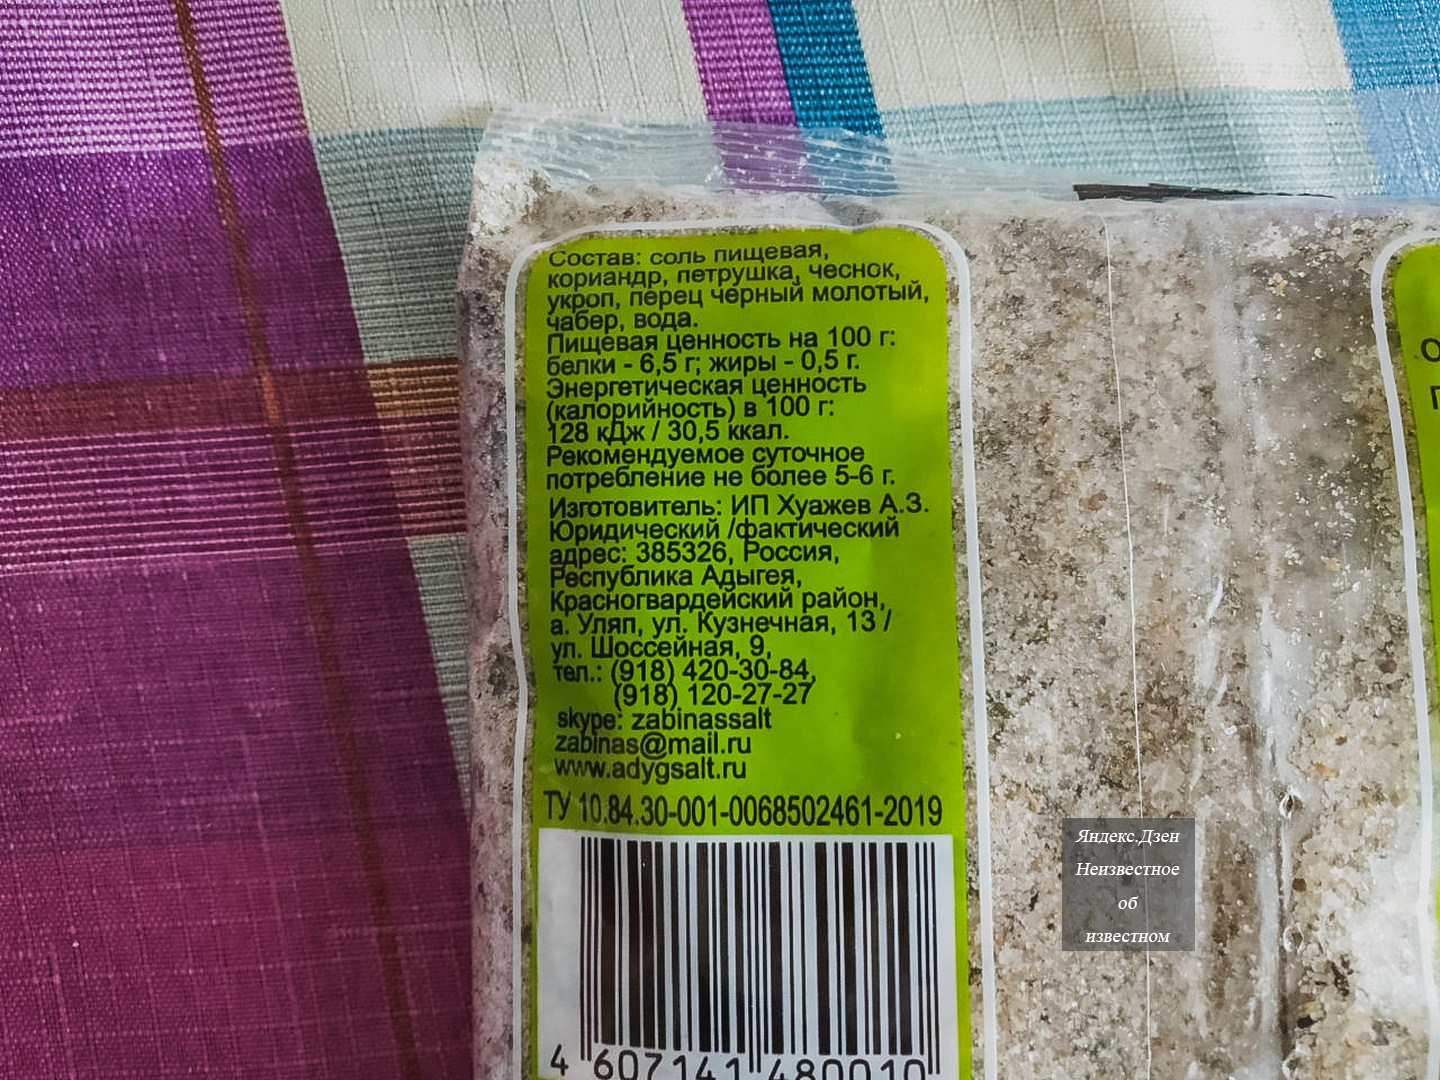 Состав: соль пищевая,
кориандр, петрушка, чеснок,
укроп, перец черный молотый,
чабер, вода.
Пищевая ценность на 100 г:
белки - 6,5 г; жиры - 0,5 г.
Энергетическая ценность
(калорийность) в 100 г:
128 кДж / 30,5 ккал.
Рекомендуемое суточное
потребление не более 5-6 г.
Изготовитель: ИП Хуажев А.З.
Юридический /фактический
адрес: 385326, Россия,
Республика Адыгея,
Красногвардейский район,
а. Уляп, ул. Кузнечная, 13 /
ул. Шоссейная, 9,
тел.: (918) 420-30-84,
(918) 120-27-27
skype: zabinassalt
zabinas@mail.ru
www.adygsalt.ru
ТУ 10.84.30-001-0068502461-2019
4 607141 480010
Яндекс.Дзен
Неизвестное
об
известном